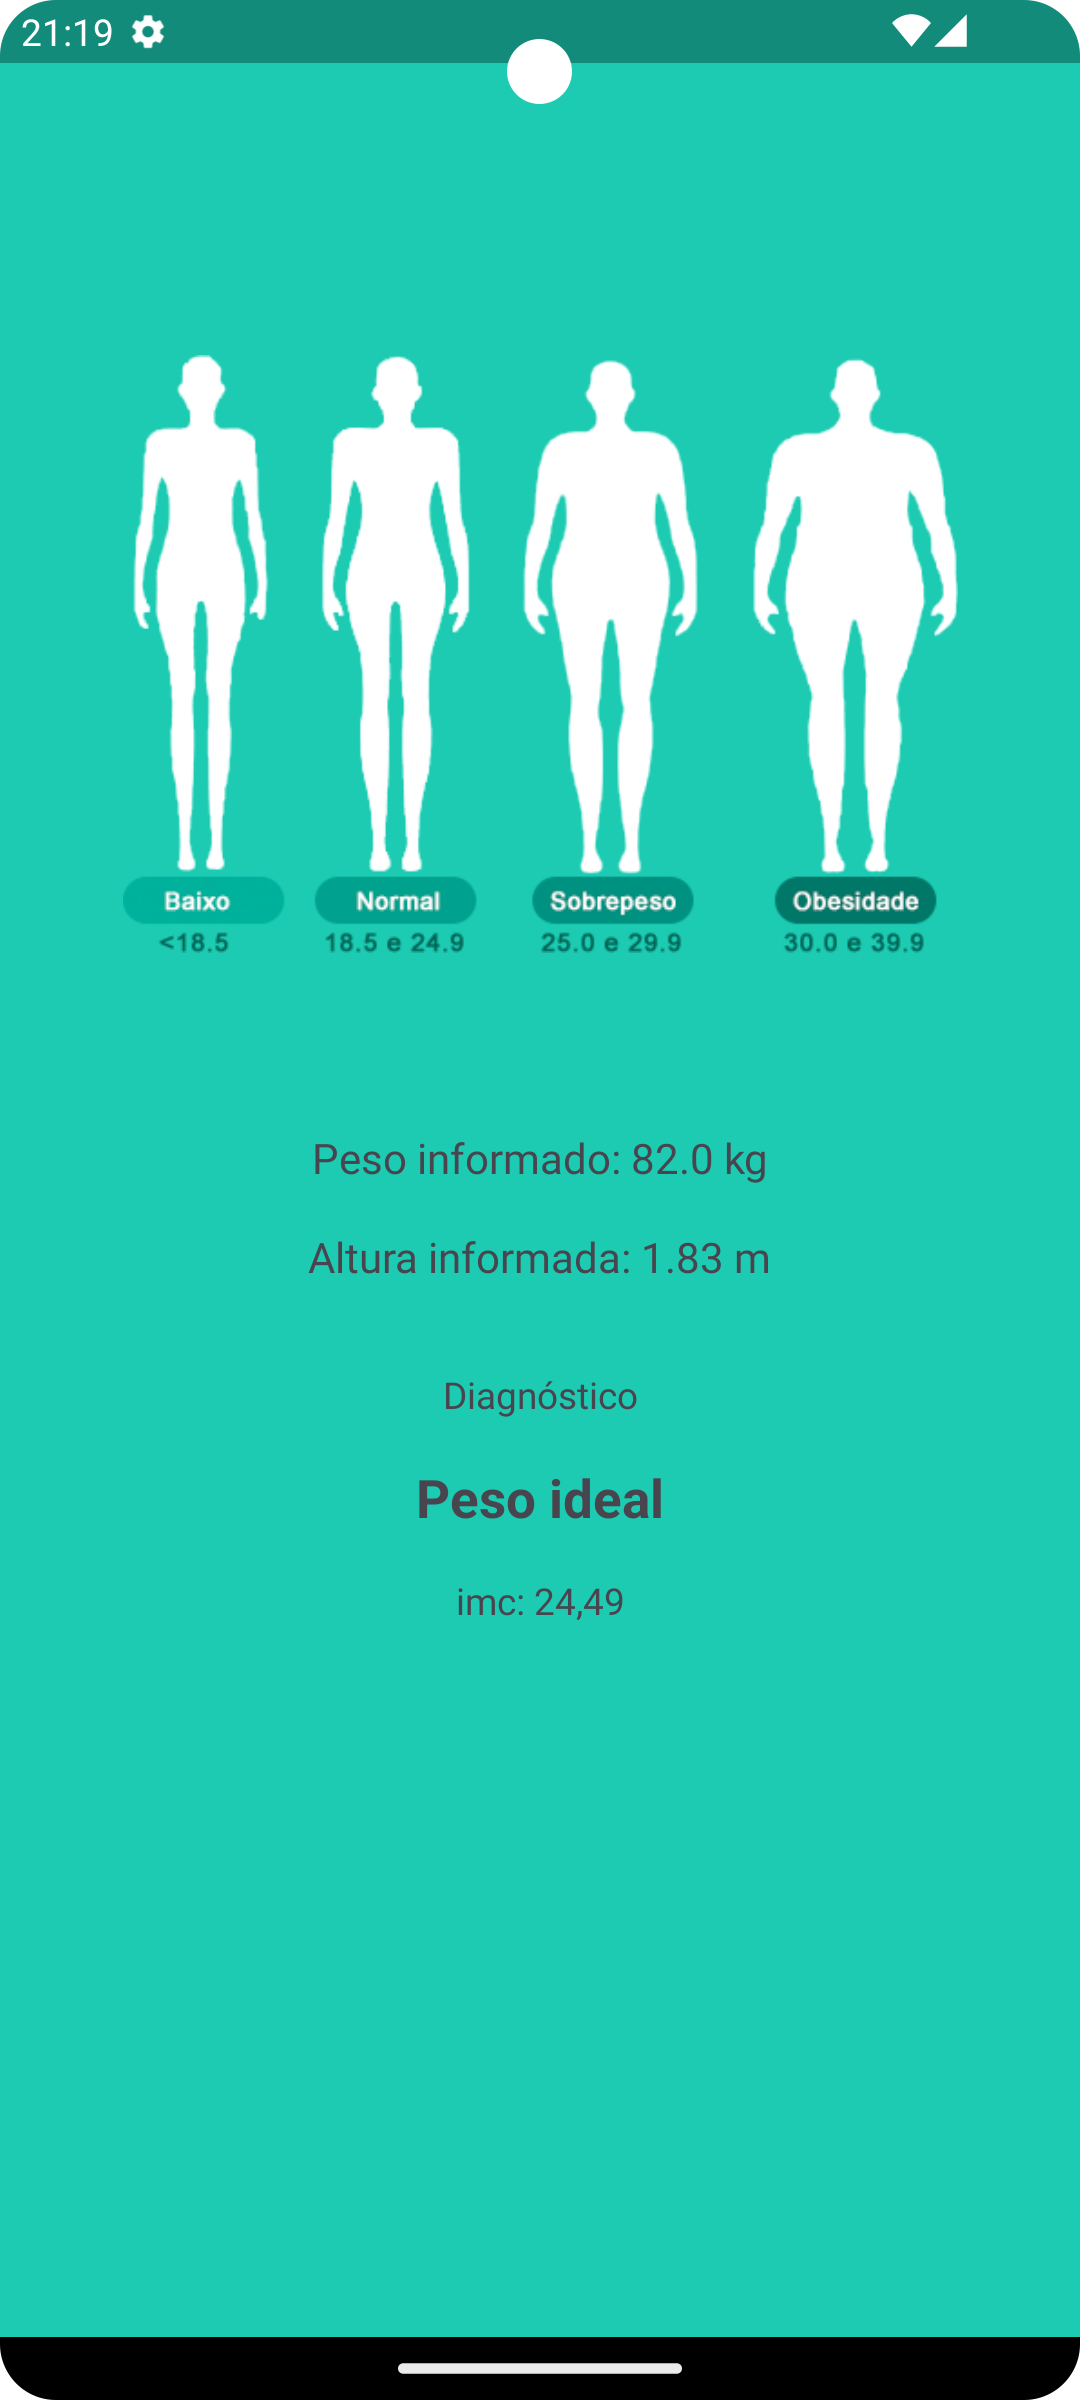 21:19
Baixo Normal Sobrepeso Obesidade
<18.5 18.5 e 24.9 25.0 e 29.9 30.0 e 39.9
Peso informado: 82.0 kg
Altura informada: 1.83 m
Diagnóstico
Peso ideal
imc: 24,49